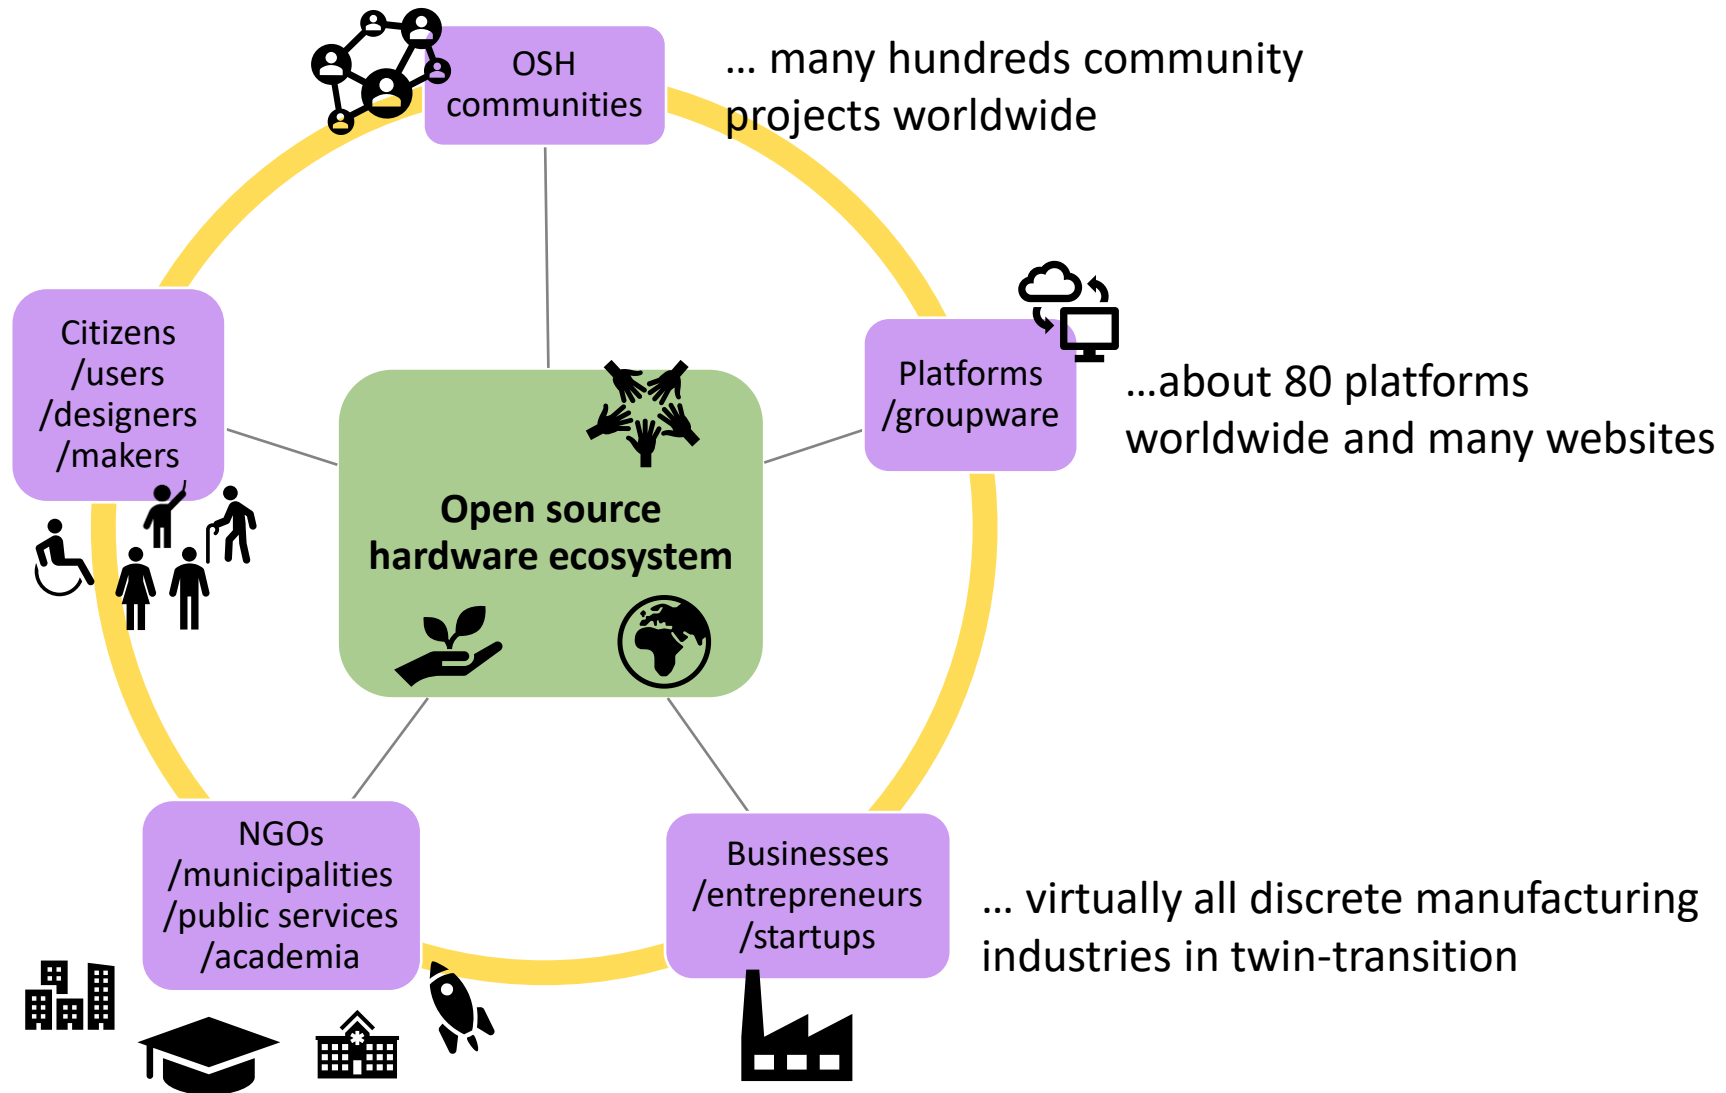 OSH
communities
… many hundreds community
projects worldwide
Citizens
/users
/designers
/makers
Platforms
/groupware
…about 80 platforms
worldwide and many websites
Open source
hardware ecosystem
NGOs
/municipalities
/public services
/academia
Businesses
/entrepreneurs
/startups
… virtually all discrete manufacturing
industries in twin-transition